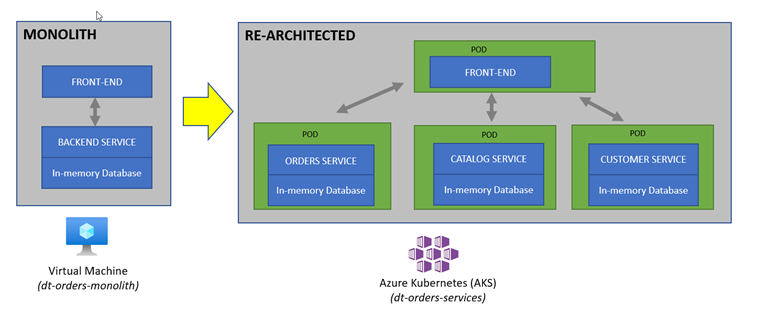 MONOLITH
FRONT-END
BACKEND SERVICE
In-memory Database
Virtual Machine
(dt-orders-monolith)
RE-ARCHITECTED
POD
FRONT-END
POD
ORDERS SERVICE
In-memory Database
POD
CATALOG SERVICE
In-memory Database
POD
CUSTOMER SERVICE
In-memory Database
Azure Kubernetes (AKS)
(dt-orders-services)